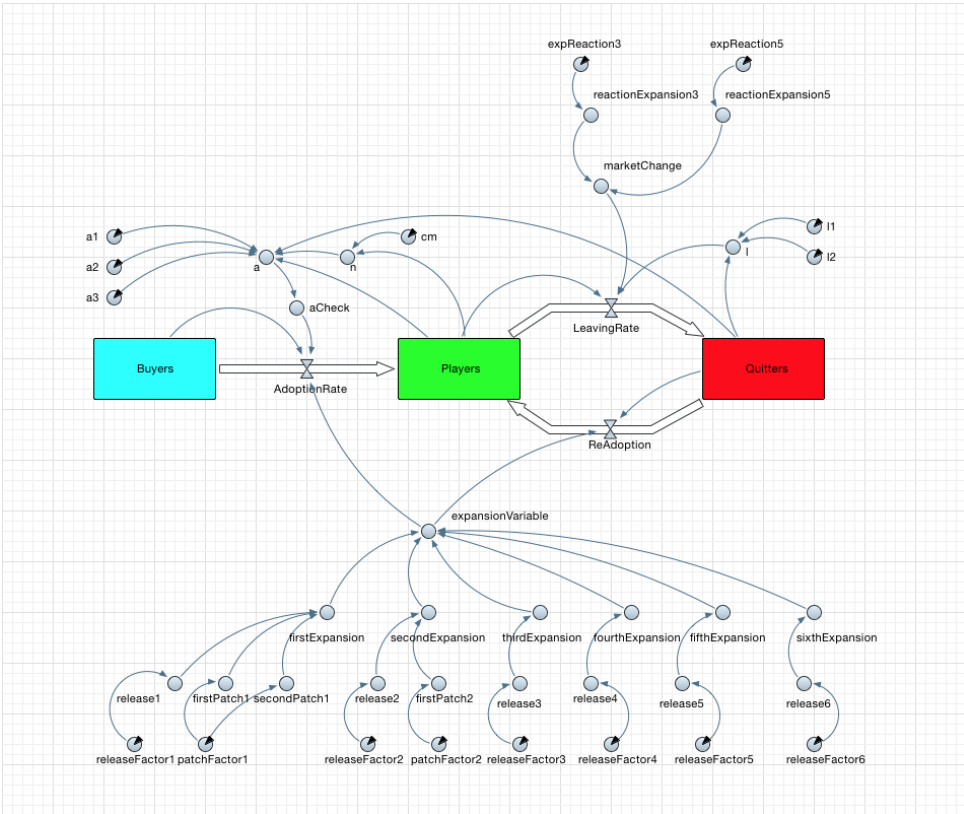 expReaction3
expReaction5
reactionExpansion3
reactionExpansion5
marketChange
a1
cm
l1
a2
a
n
l
l2
a3
aCheck
LeavingRate
Buyers
Players
Quitters
AdoptionRate
ReAdoption
expansionVariable
firstExpansion
secondExpansion
thirdExpansion
fourthExpansion
fifthExpansion
sixthExpansion
release1
firstPatch1
secondPatch1
release2
firstPatch2
release3
release4
release5
release6
releaseFactor1
patchFactor1
releaseFactor2
patchFactor2
releaseFactor3
releaseFactor4
releaseFactor5
releaseFactor6